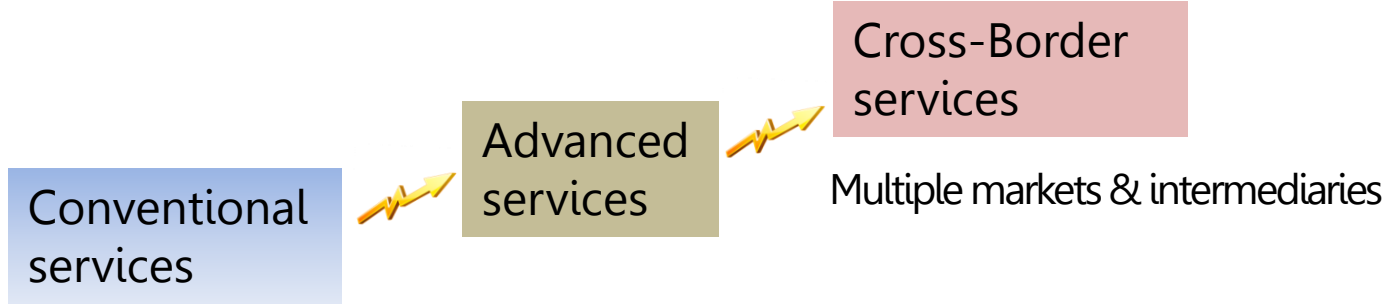 Cross-Border
services
Advanced
services
Multiple markets & intermediaries
Conventional
services